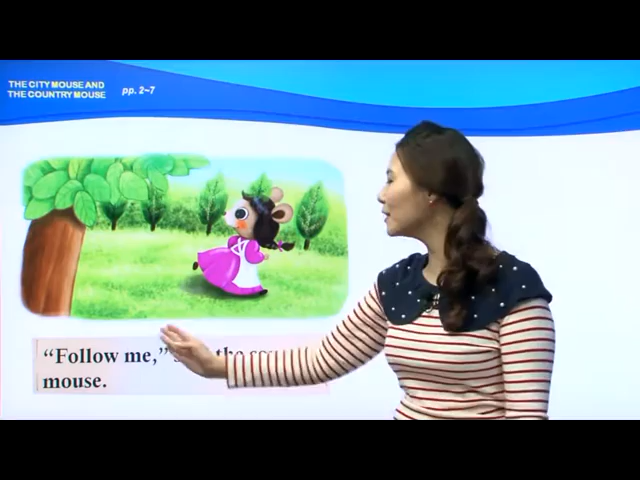 THE CITY MOUSE AND
THE COUNTRY MOUSE
pp. 2~7
“Follow me,” the
mouse.